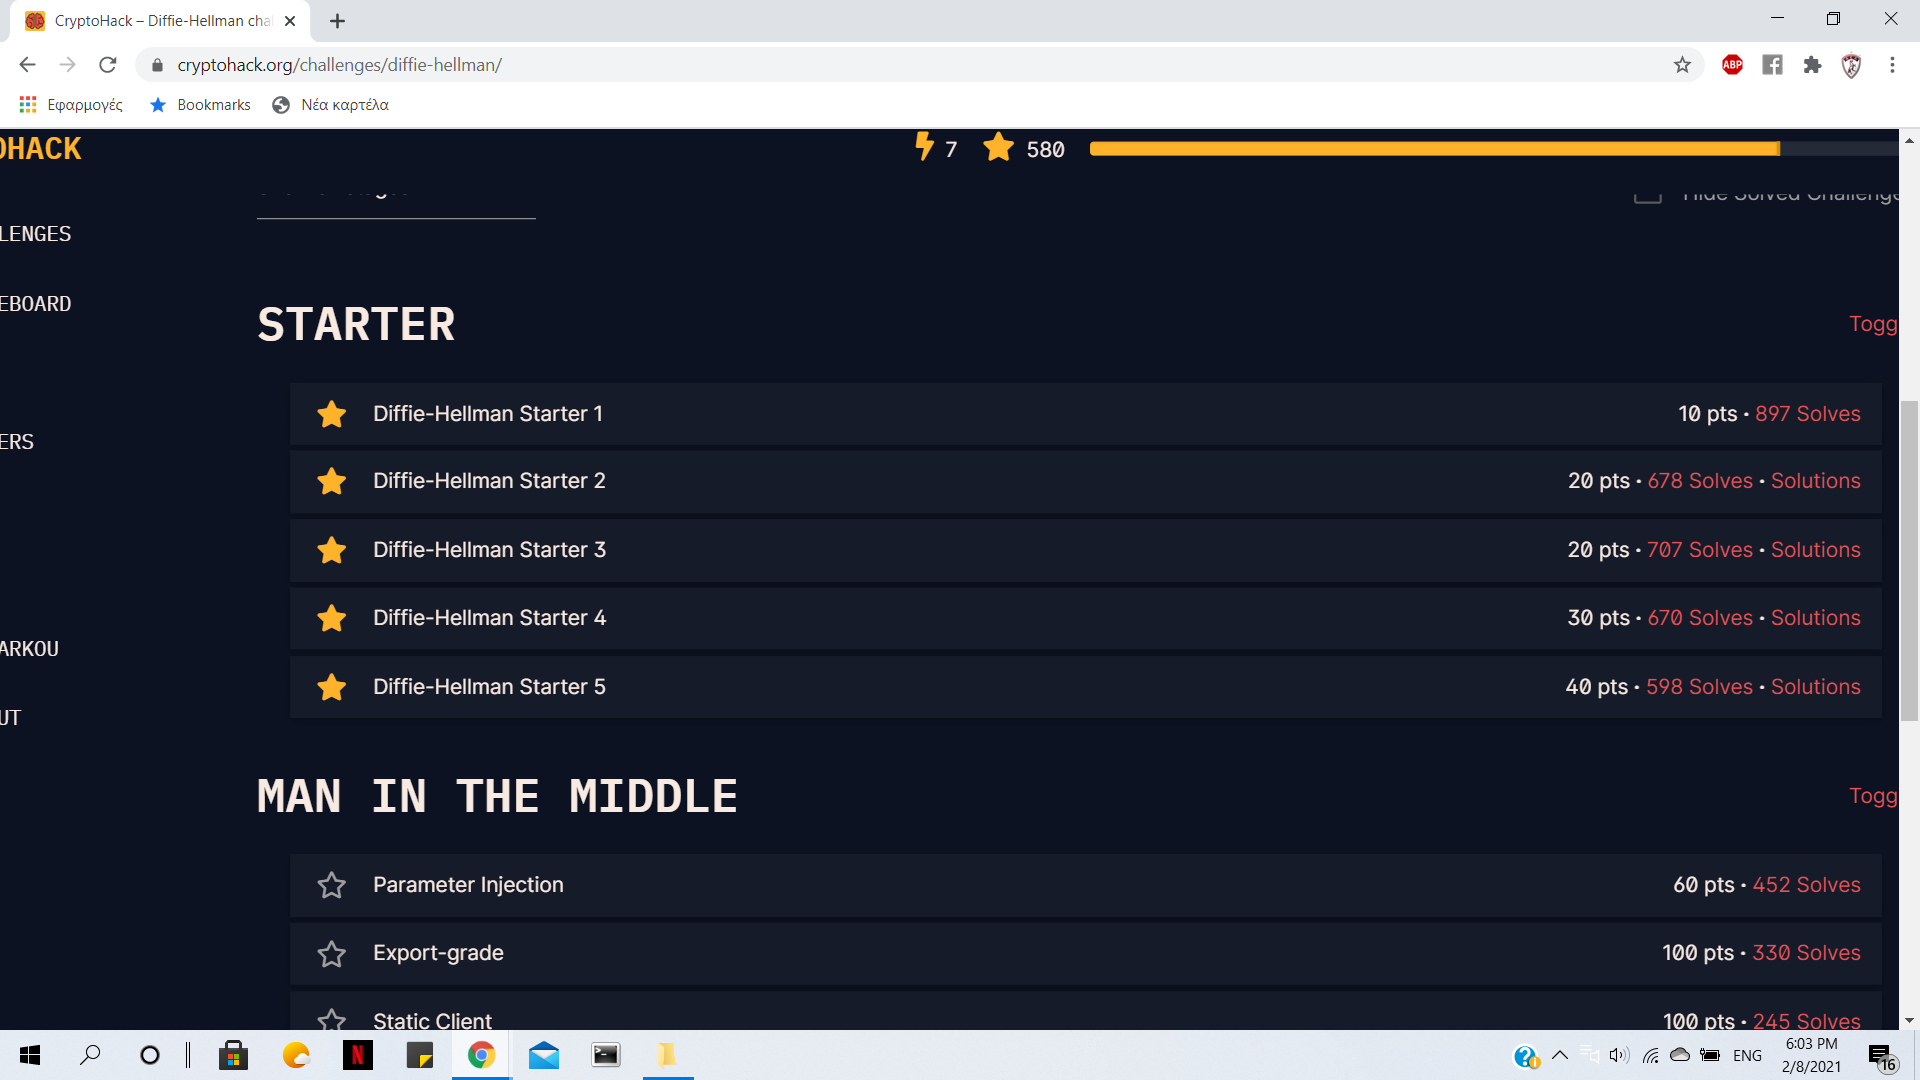 CryptoHack – Diffie-Hellman cha
cryptohack.org/challenges/diffie-hellman/
ABP
Εφαρμογές Bookmarks Νέα καρτέλα
OHACK
7 580
Hide Solved Challenge
LENGES
EBOARD
ERS
ARKOU
UT
STARTER
Togg
Diffie-Hellman Starter 1 10 pts · 897 Solves
Diffie-Hellman Starter 2 20 pts · 678 Solves · Solutions
Diffie-Hellman Starter 3 20 pts · 707 Solves · Solutions
Diffie-Hellman Starter 4 30 pts · 670 Solves · Solutions
Diffie-Hellman Starter 5 40 pts · 598 Solves · Solutions
MAN IN THE MIDDLE
Togg
Parameter Injection 60 pts · 452 Solves
Export-grade 100 pts · 330 Solves
Static Client 100 pts · 245 Solves
N
ENG
6:03 PM
2/8/2021
16